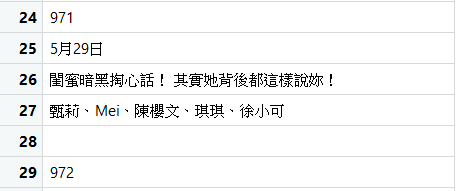 24 971
25 5月29日
26 閨蜜暗黑掏心話！ 其實她背後都這樣說妳！
27 甄莉、Mei、陳櫻文、琪琪、徐小可
28
29 972